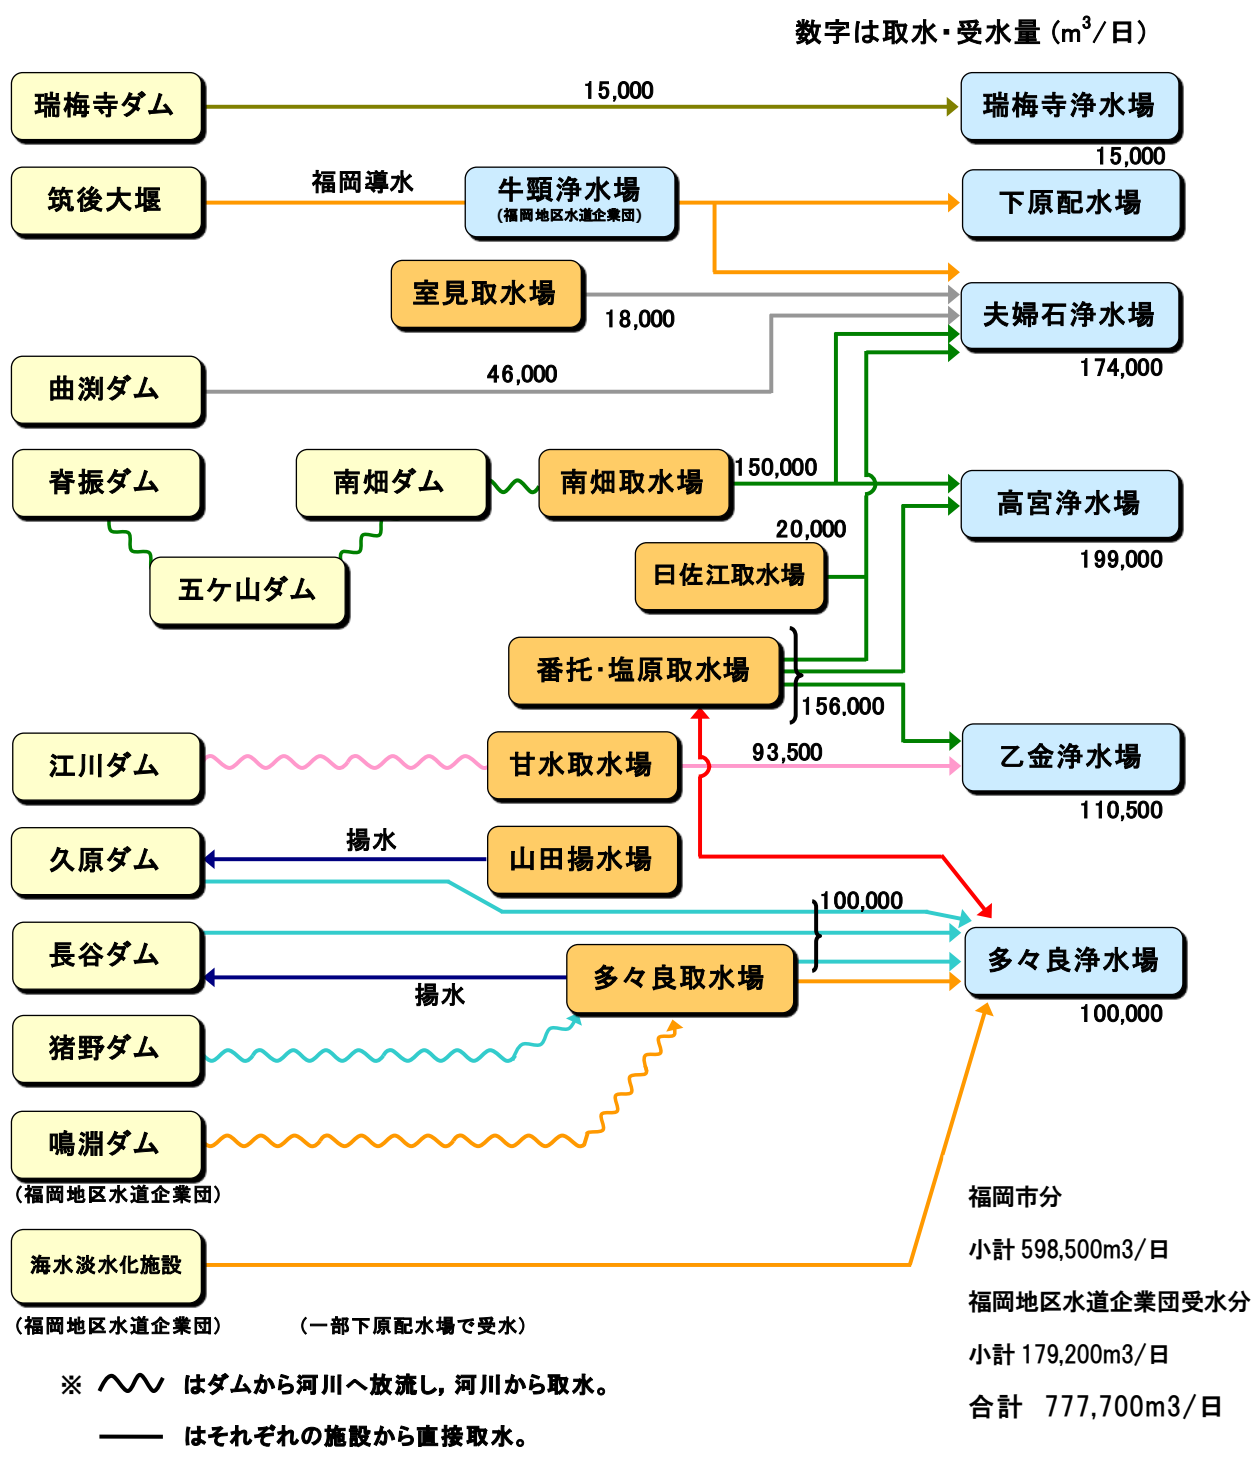 数字は取水・受水量(m³/日)
瑞梅寺ダム
15,000
瑞梅寺浄水場
15,000
筑後大堰
福岡導水
牛頸浄水場
(福岡地区水道企業団)
下原配水場
室見取水場
18,000
夫婦石浄水場
174,000
曲渕ダム
46,000
脊振ダム
南畑ダム
南畑取水場
150,000
高宮浄水場
199,000
20,000
日佐江取水場
五ケ山ダム
番托・塩原取水場
156,000
江川ダム
甘水取水場
93,500
乙金浄水場
110,500
久原ダム
揚水
山田揚水場
100,000
長谷ダム
揚水
多々良取水場
多々良浄水場
100,000
猪野ダム
鳴淵ダム
(福岡地区水道企業団)
海水淡水化施設
(福岡地区水道企業団)
(一部下原配水場で受水)
※ はダムから河川へ放流し,河川から取水。
はそれぞれの施設から直接取水。
福岡市分
小計 598,500m3/日
福岡地区水道企業団受水分
小計 179,200m3/日
合計 777,700m3/日